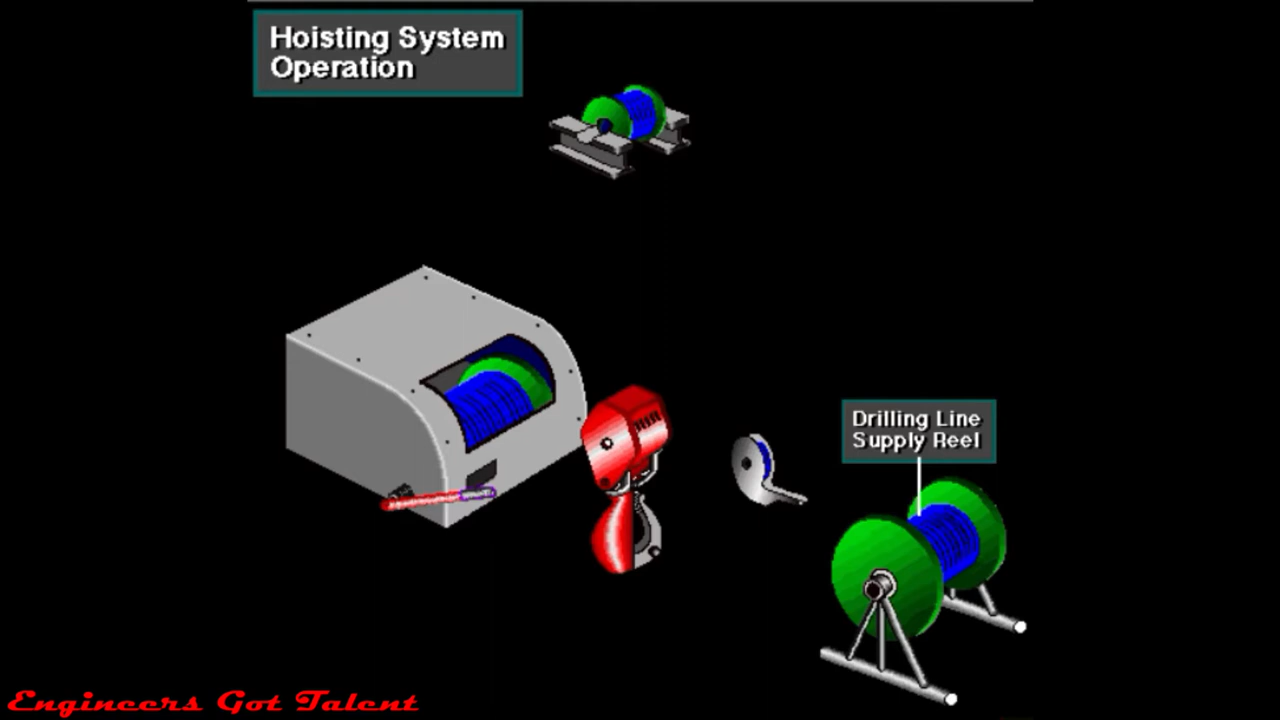 Hoisting System
Operation
Drilling Line
Supply Reel
Engineers Got Talent